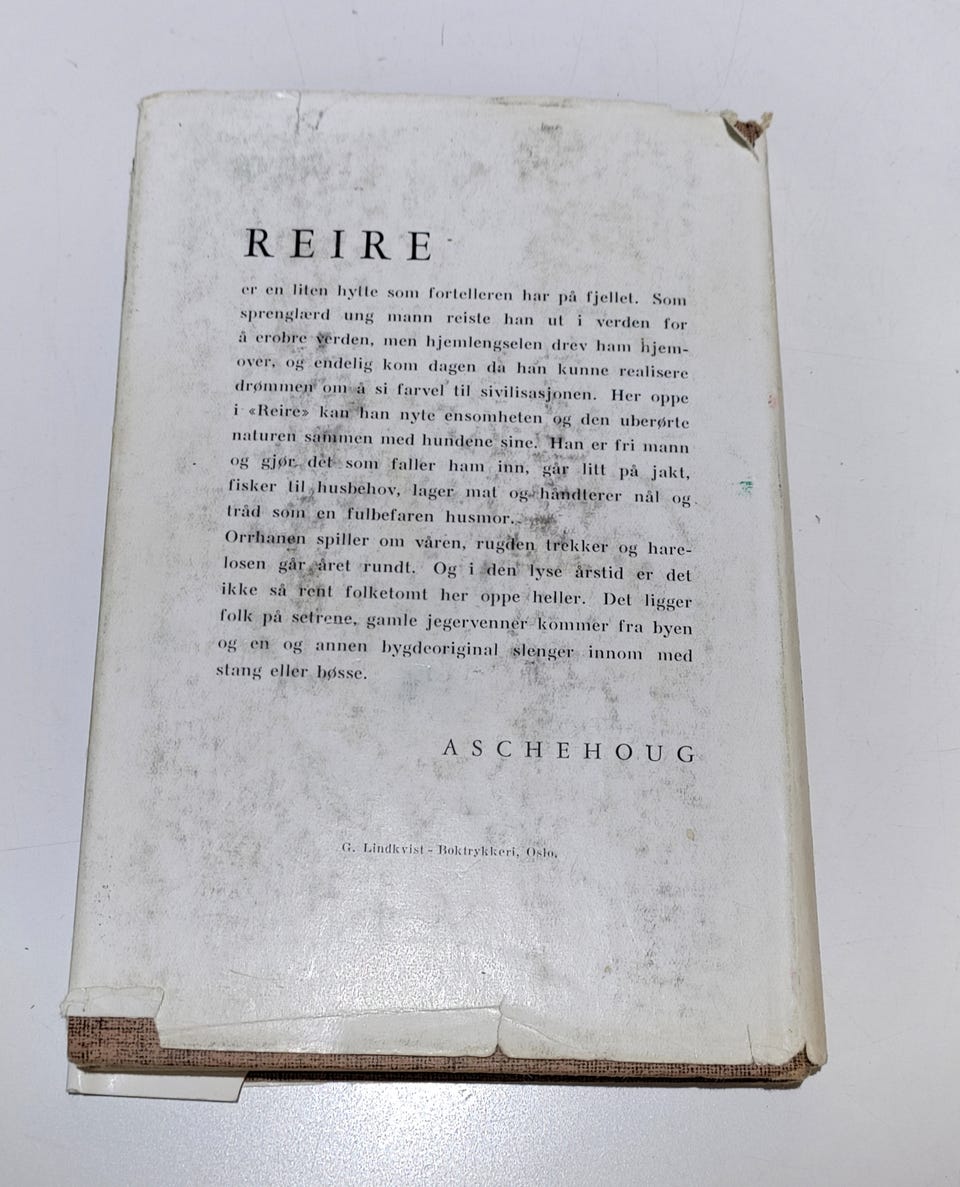 REIRE
er en liten hytte som fortelleren har på fjellet. Som
sprenglærd ung mann reiste han ut i verden for
å erobre verden, men hjemlengselen drev ham hjem-
over, og endelig kom dagen da han kunne realisere
drømmen om å si farvel til sivilisasjonen. Her oppe
i «Reire» kan han nyte ensomheten og den uberørte
naturen sammen med hundene sine. Han er fri mann
og gjør det som faller ham inn, går litt på jakt,
fisker til husbehov, lager mat og håndterer nål og
tråd som en fulbefaren husmor.
Orrhanen spiller om våren, rugden trekker og hare-
losen går året rundt. Og i den lyse årstid er det
ikke så rent folketomt her oppe heller. Det ligger
folk på setrene, gamle jegervenner kommer fra byen
og en og annen bygdeoriginal slenger innom med
stang eller børse.
ASCHEHOUG
G. Lindkvist - Boktrykkeri, Oslo.